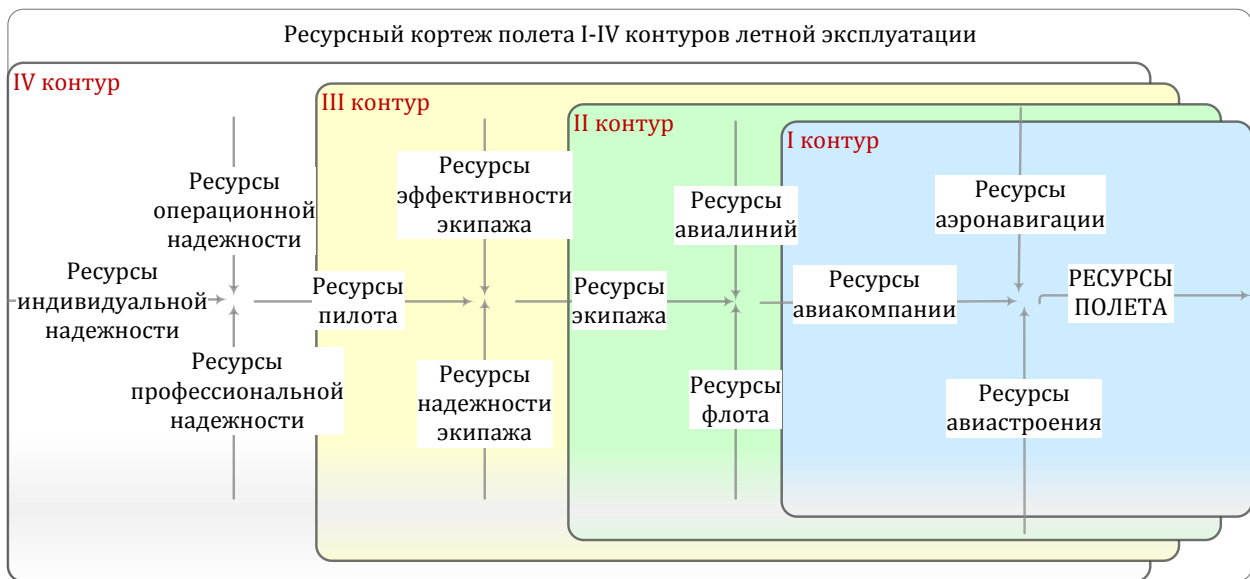 Ресурсный кортеж полета I-IV контуров летной эксплуатации
IV контур
III контур
II контур
I контур
Ресурсы
операционной
надежности
Ресурсы
индивидуальной
надежности
Ресурсы
профессиональной
надежности
Ресурсы
пилота
Ресурсы
эффективности
экипажа
Ресурсы
надежности
экипажа
Ресурсы
экипажа
Ресурсы
авиалиний
Ресурсы
флота
Ресурсы
авиакомпании
Ресурсы
аэронавигации
Ресурсы
авиастроения
РЕСУРСЫ
ПОЛЕТА